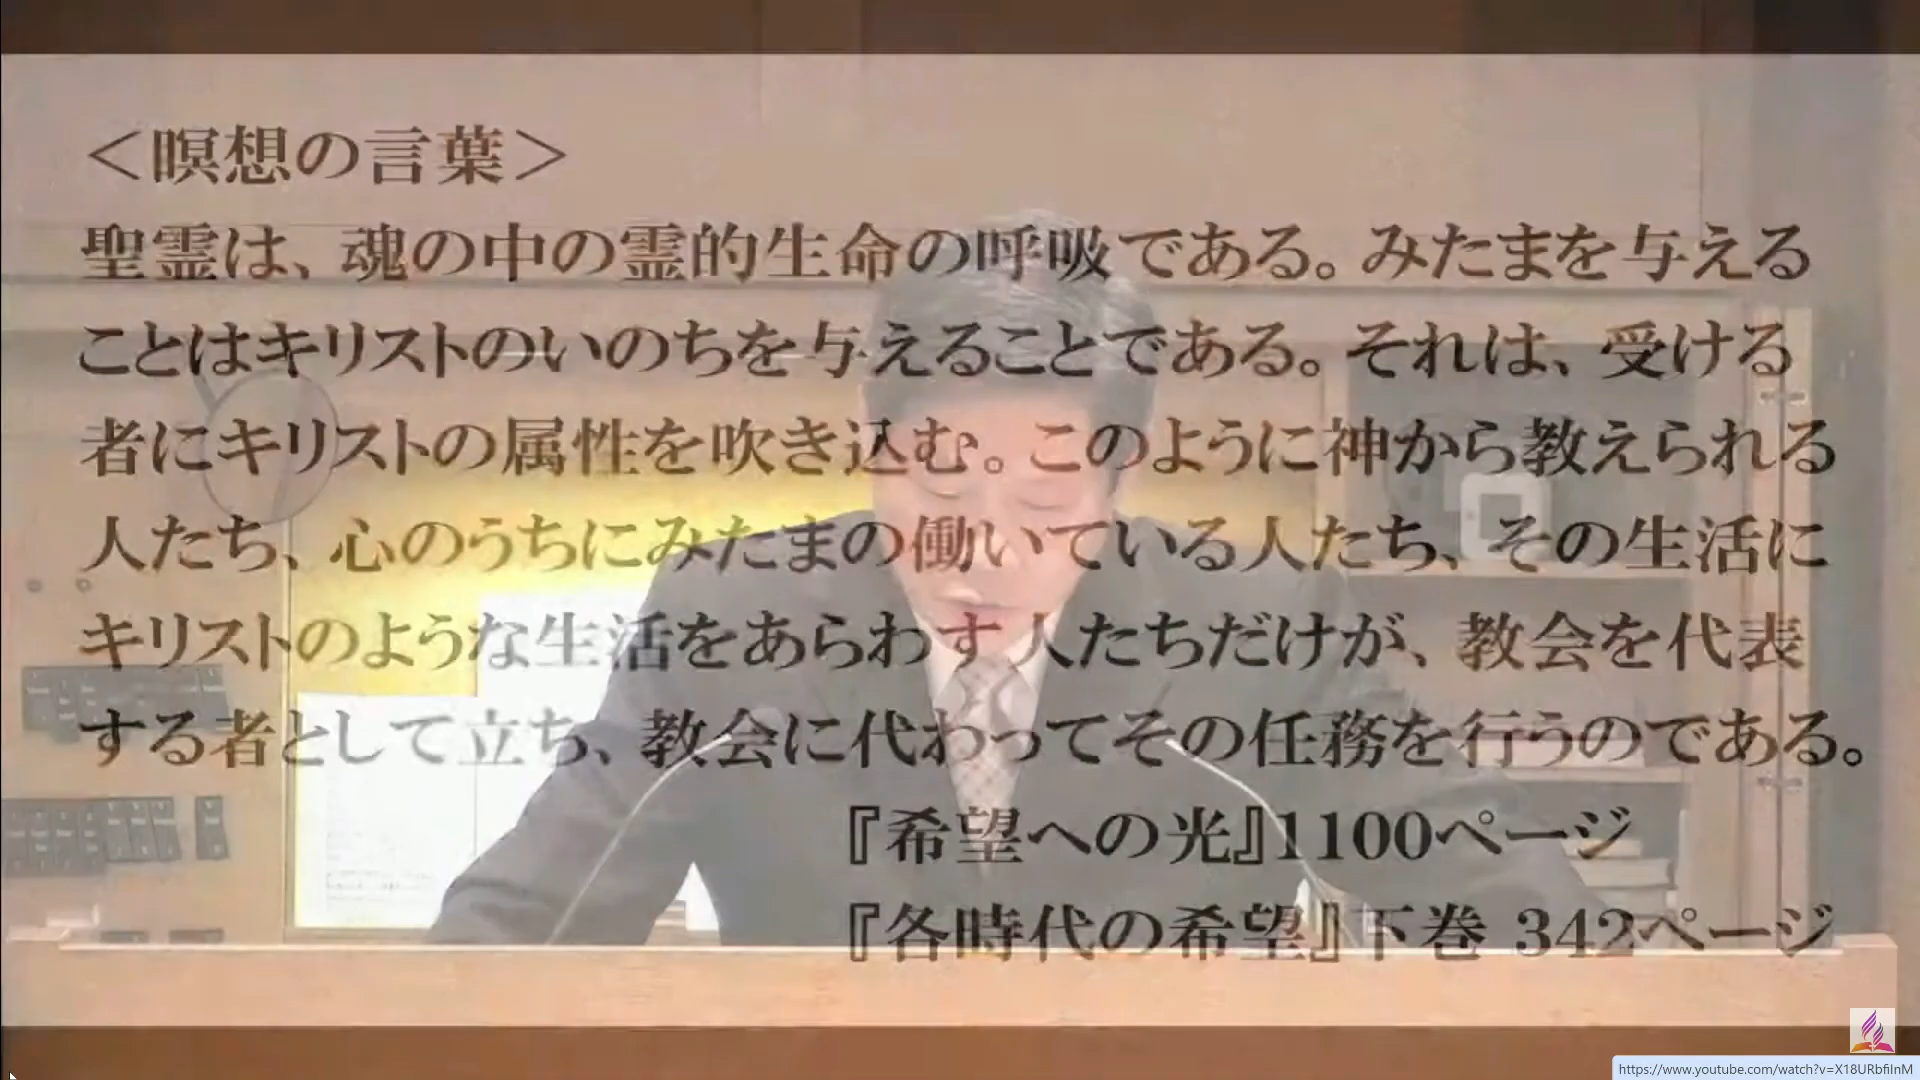 ＜瞑想の言葉＞
聖霊は、魂の中の霊的生命の呼吸である。みたまを与える
ことはキリストのいのちを与えることである。それは、受ける
者にキリストの属性を吹き込む。このように神から教えられる
人たち、心のうちにみたまの働いている人たち、その生活に
キリストのような生活をあらわす人たちだけが、教会を代表
する者として立ち、教会に代わってその任務を行うのである。
『希望への光』1100ページ
『各時代の希望』下巻 342ページ
https://www.youtube.com/watch?v=X18URbfiInM